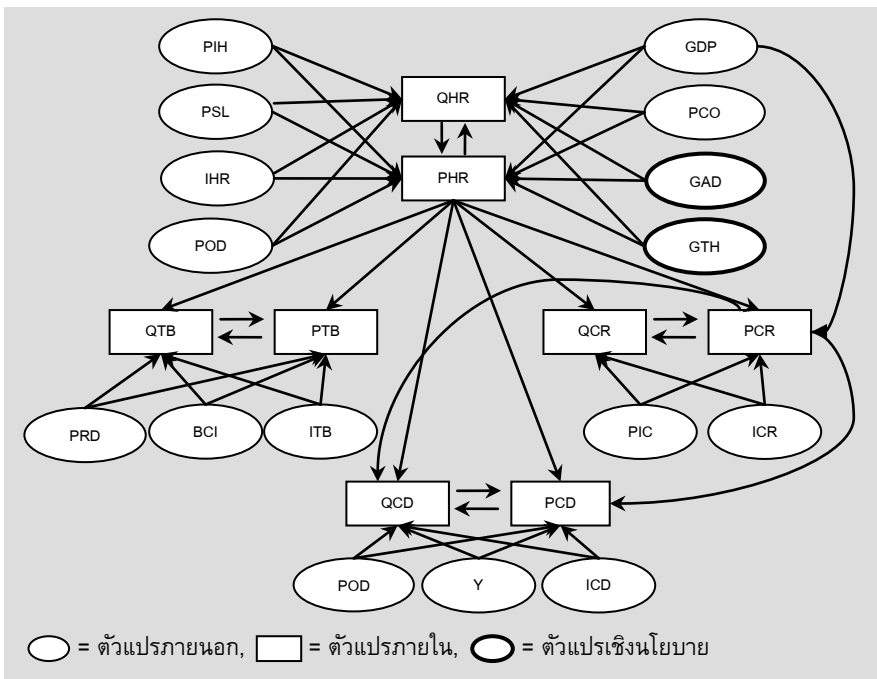 PIH
GDP
QHR
PSL
PCO
PHR
IHR
GAD
POD
GTH
QTB
PTB
QCR
PCR
PRD
BCI
ITB
PIC
ICR
QCD
PCD
POD
Y
ICD
= ตัวแปรภายนอก, = ตัวแปรภายใน, = ตัวแปรเชิงนโยบาย